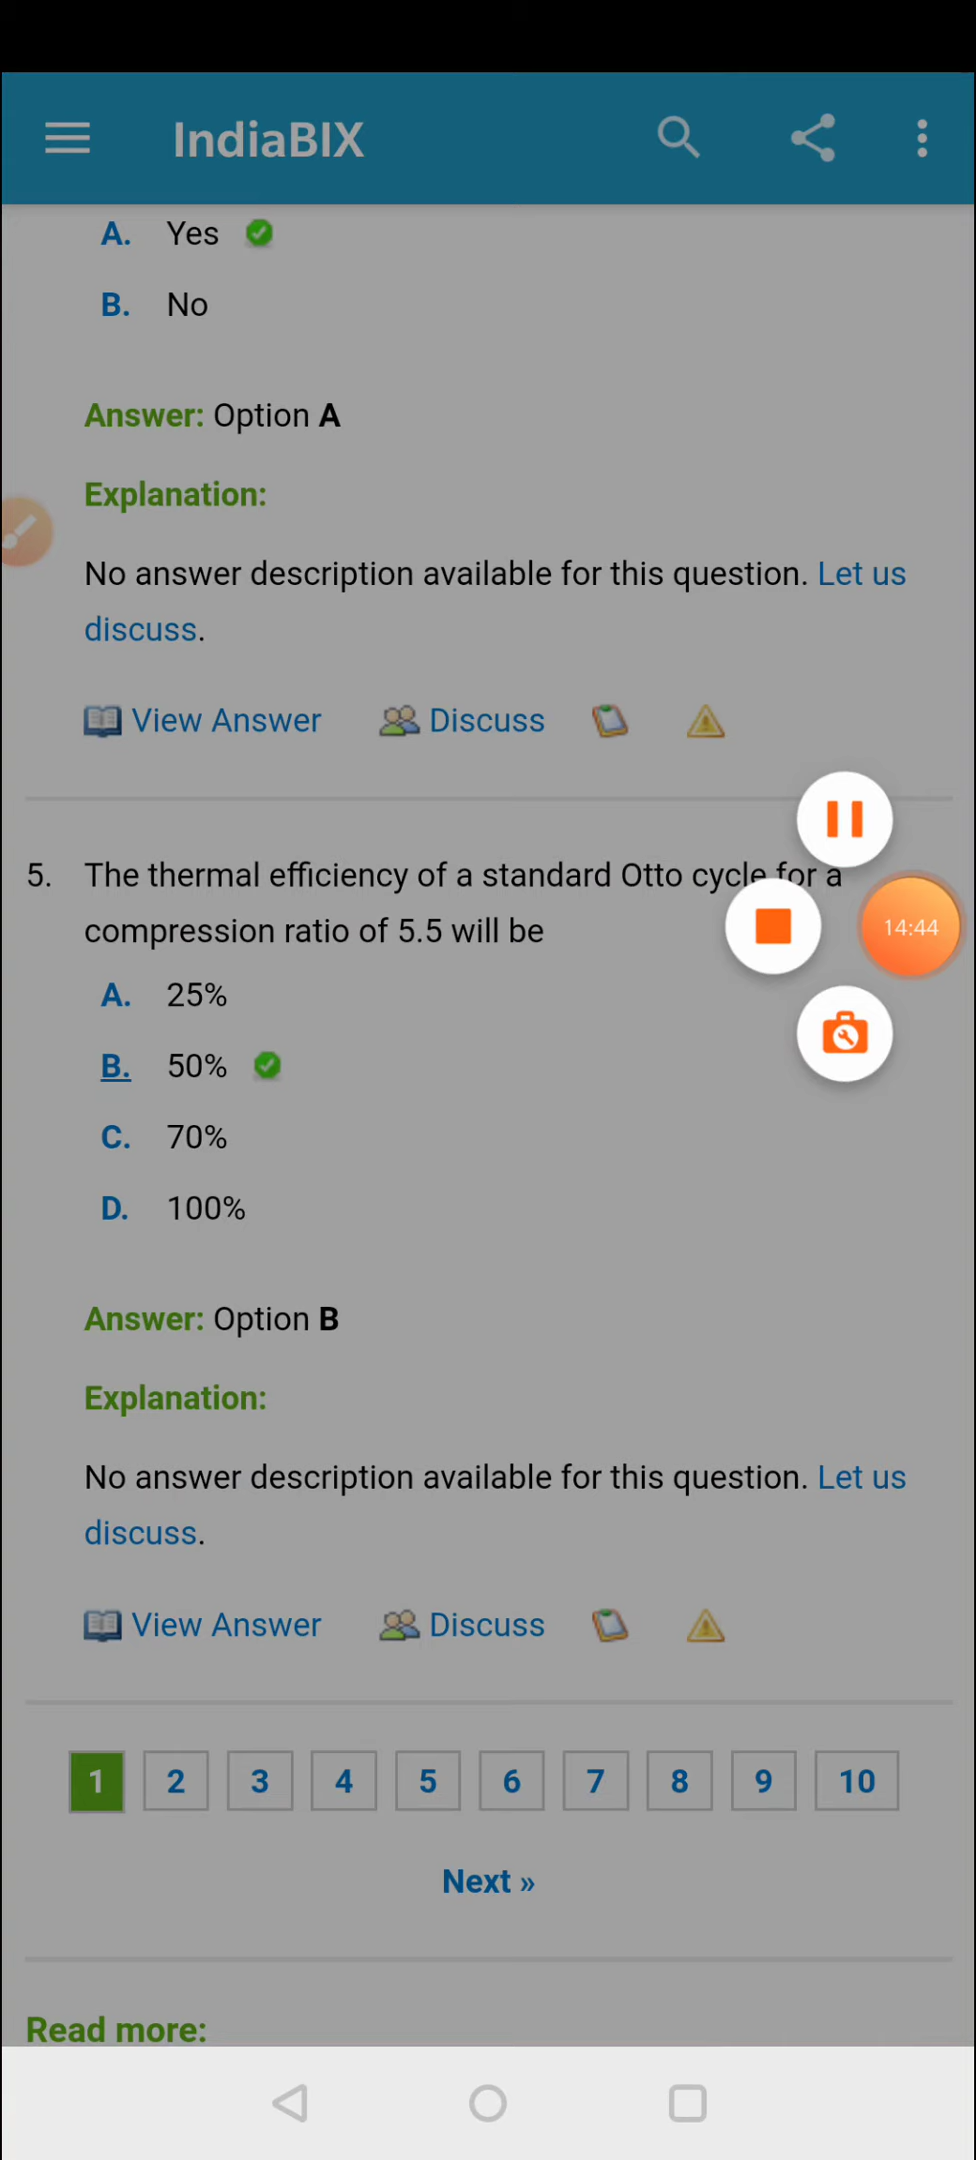 IndiaBIX
A. Yes
B. No
Answer: Option A
Explanation:
No answer description available for this question. Let us
discuss.
View Answer Discuss
5. The thermal efficiency of a standard Otto cycle for a
compression ratio of 5.5 will be
14:44
A. 25%
B. 50%
C. 70%
D. 100%
Answer: Option B
Explanation:
No answer description available for this question. Let us
discuss.
View Answer Discuss
1 2 3 4 5 6 7 8 9 10
Next »
Read more: